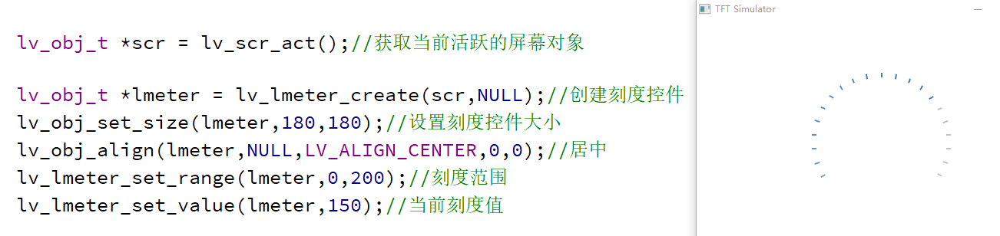 TFT Simulator
lv_obj_t *scr = lv_scr_act();//获取当前活跃的屏幕对象
lv_obj_t *lmeter = lv_lmeter_create(scr,NULL);//创建刻度控件
lv_obj_set_size(lmeter,180,180);//设置刻度控件大小
lv_obj_align(lmeter,NULL,LV_ALIGN_CENTER,0,0);//居中
lv_lmeter_set_range(lmeter,0,200);//刻度范围
lv_lmeter_set_value(lmeter,150);//当前刻度值